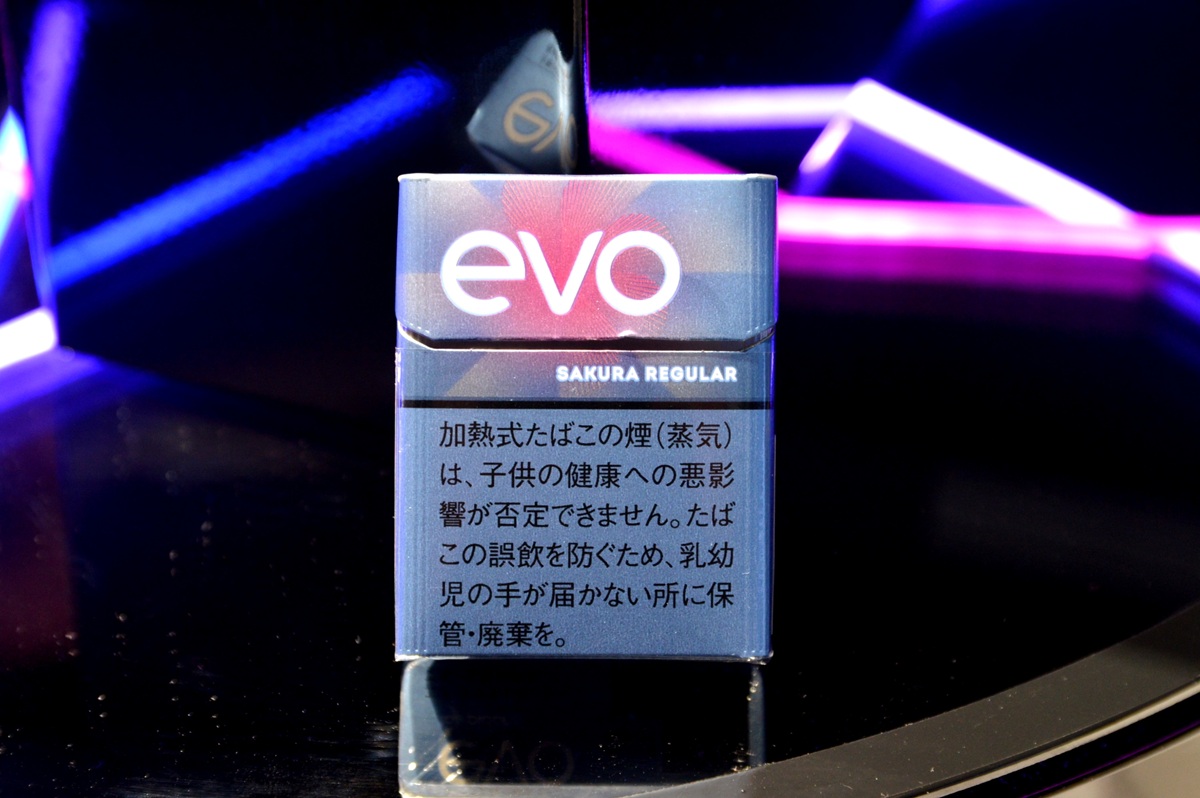 evo
SAKURA REGULAR
加熱式たばこの煙(蒸気)
は、子供の健康への悪影
響が否定できません。たば
この誤飲を防ぐため、乳幼
児の手が届かない所に保
管・廃棄を。